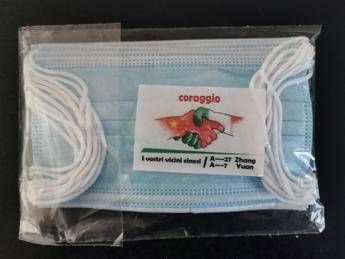 coraggio
I vostri vicini cinesi / A—27 Zhang
A—7 Yuan